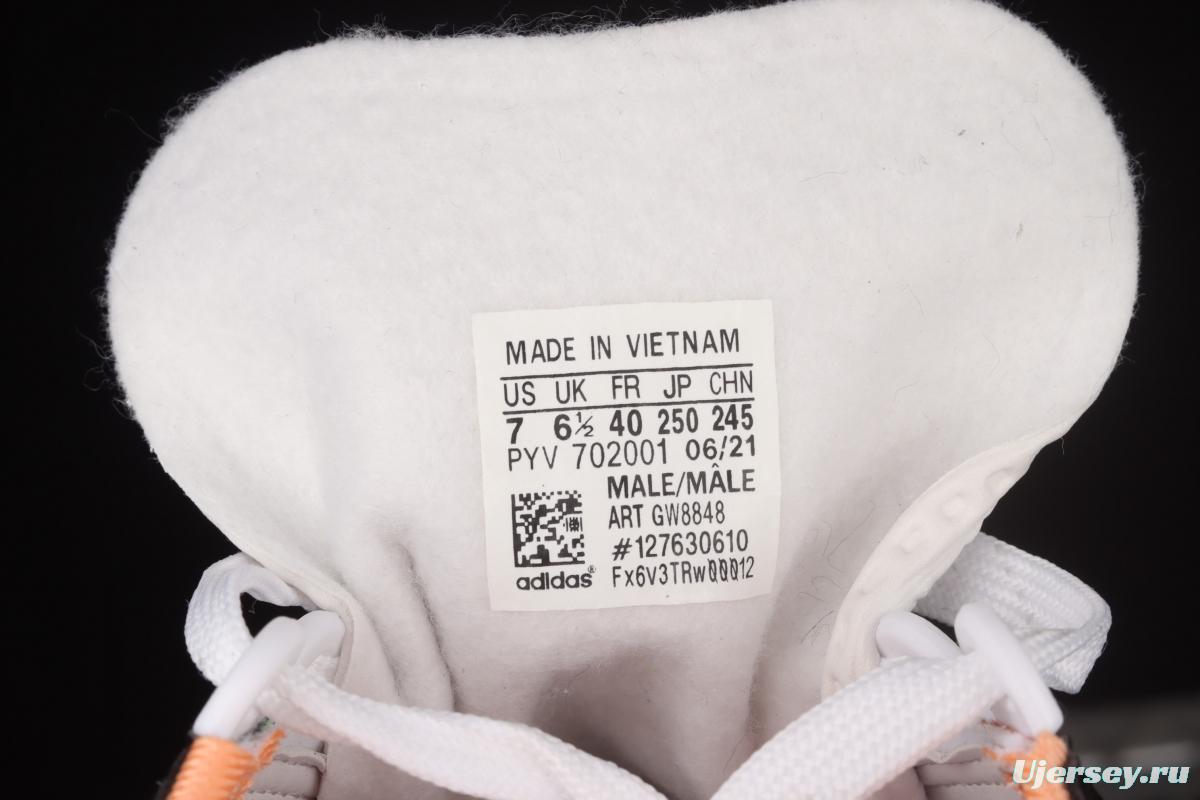 MADE IN VIETNAM
US UK FR JP CHN
7 6½ 40 250 245
PYV 702001 06/21
MALE/MÂLE
ART GW8848
#127630610
adidas® Fx6v3TRw00012
Ujersey.ru